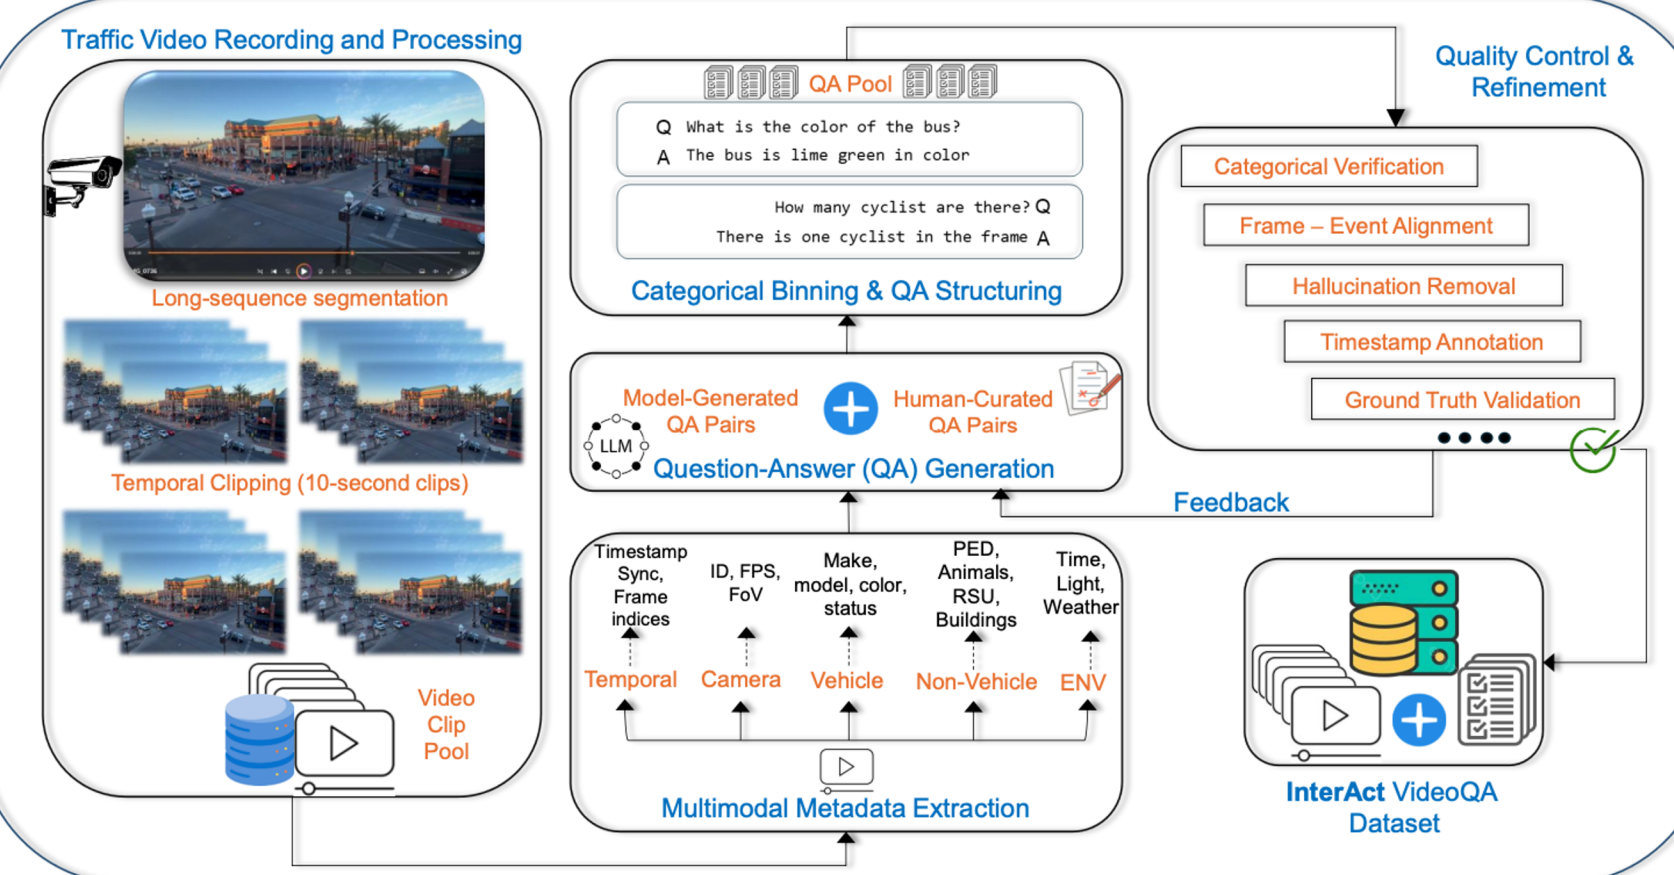 Traffic Video Recording and Processing
Long-sequence segmentation
Temporal Clipping (10-second clips)
Video
Clip
Pool
QA Pool
Q What is the color of the bus?
A The bus is lime green in color
How many cyclist are there? Q
There is one cyclist in the frame A
Categorical Binning & QA Structuring
Model-Generated
QA Pairs
Human-Curated
QA Pairs
LLM
Question-Answer (QA) Generation
Timestamp
Sync,
Frame
indices
ID, FPS,
FoV
Make,
model, color,
status
PED,
Animals,
RSU,
Buildings
Time,
Light,
Weather
Temporal
Camera
Vehicle
Non-Vehicle
ENV
Multimodal Metadata Extraction
Quality Control &
Refinement
Categorical Verification
Frame – Event Alignment
Hallucination Removal
Timestamp Annotation
Ground Truth Validation
Feedback
InterAct VideoQA
Dataset